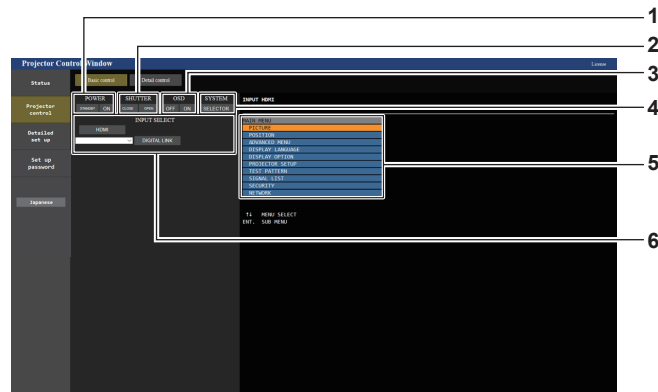 1
2
3
4
5
6
Projector Control Window
License
Status
Projector control
Detailed set up
Set up password
Japanese
Basic control
Detail control
POWER
STANDBY ON
SHUTTER
CLOSE OPEN
OSD
OFF ON
SYSTEM
SELECTOR
INPUT SELECT
HDMI
DIGITAL LINK
INPUT HDMI
MAIN MENU
PICTURE
POSITION
ADVANCED MENU
DISPLAY LANGUAGE
DISPLAY OPTION
PROJECTOR SETUP
TEST PATTERN
SIGNAL LIST
SECURITY
NETWORK
↑↓ MENU SELECT
ENT. SUB MENU